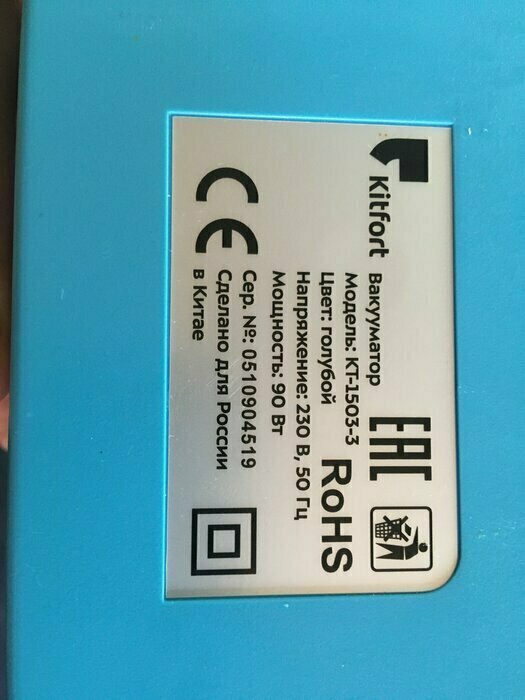 Kitfort
Вакууматор
Модель: КТ-1503-3
Цвет: голубой
Напряжение: 230 В, 50 Гц
Мощность: 90 Вт
Сер. №: 0510904519
Сделано для России
в Китае
CE
EAC
RoHS